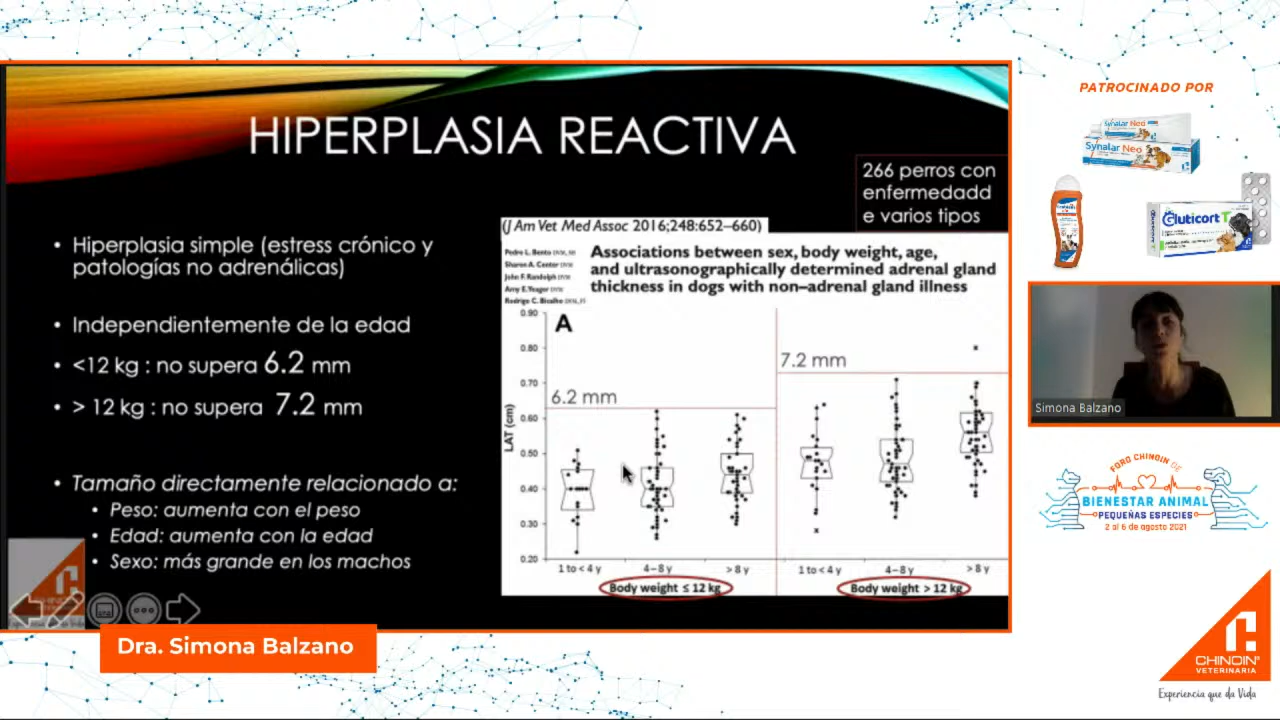 PATROCINADO POR
Synalar Neo
Synalar Neo
Gluticort
HIPERPLASIA REACTIVA
266 perros con
enfermedadd
e varios tipos
• Hiperplasia simple (estress crónico y
patologías no adrenálicas)
• Independientemente de la edad
• <12 kg : no supera 6.2 mm
• > 12 kg : no supera 7.2 mm
• Tamaño directamente relacionado a:
• Peso: aumenta con el peso
• Edad: aumenta con la edad
• Sexo: más grande en los machos
(J Am Vet Med Assoc 2016;248:652–660)
Pedro L. Bento
Sharon A. Center DVM
John F. Randolph DVM
Amy E. Yeager DVM
Rodrigo C. Bicalho
Associations between sex, body weight, age,
and ultrasonographically determined adrenal gland
thickness in dogs with non–adrenal gland illness
A
LAT (cm)
0.90
0.80
0.70
0.60
0.50
0.40
0.30
0.20
6.2 mm
7.2 mm
1 to < 4 y
4–8 y
> 8 y
1 to < 4 y
4–8 y
> 8 y
Body weight ≤ 12 kg
Body weight > 12 kg
Dra. Simona Balzano
Simona Balzano
FORO CHINOIN DE
BIENESTAR ANIMAL
PEQUEÑAS ESPECIES
2 al 6 de agosto 2021
CHINOIN
VETERINARIA
Experiencia que da Vida